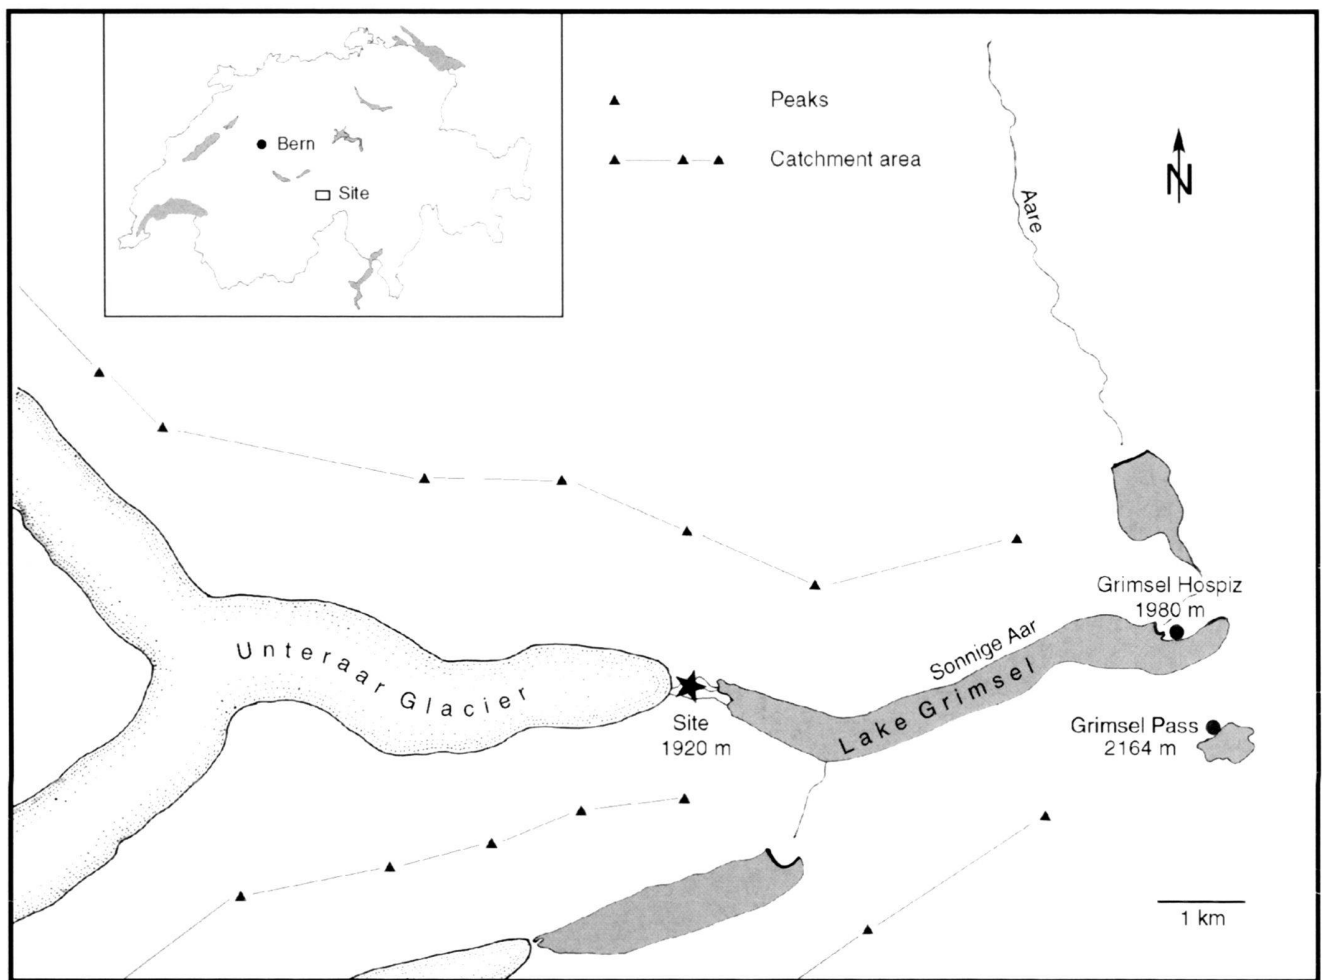 Bern
Site
Peaks
Catchment area
N
Aare
Grimsel Hospiz
1980 m
Sonnige Aar
Lake Grimsel
Unteraar Glacier
Site
1920 m
Grimsel Pass
2164 m
1 km